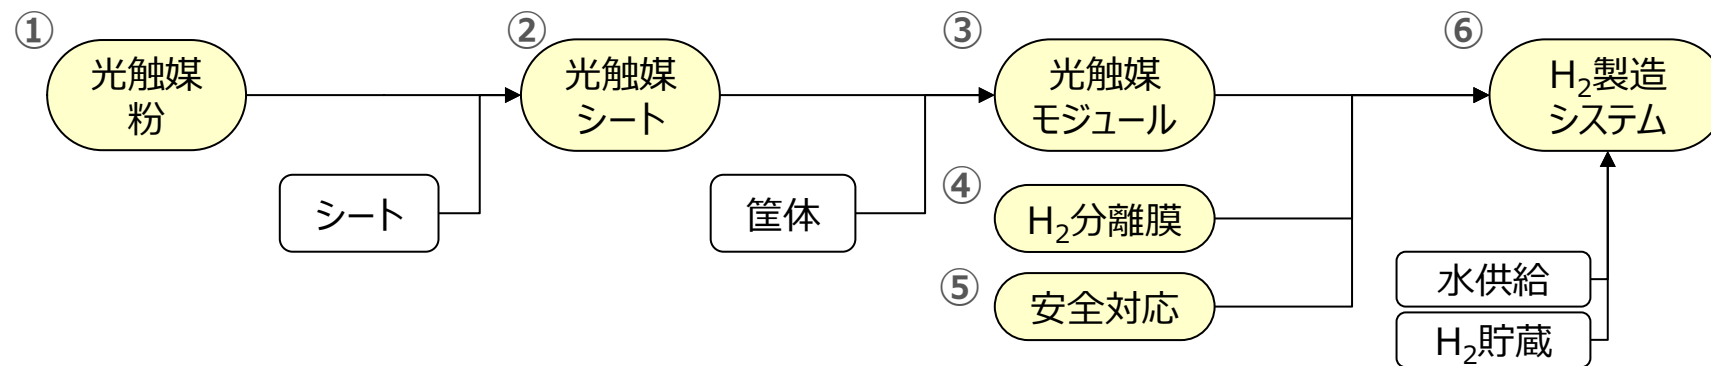 ①
光触媒
粉
シート
②
光触媒
シート
筐体
③
光触媒
モジュール
④
H₂分離膜
⑤
安全対応
⑥
H₂製造
システム
水供給
H₂貯蔵